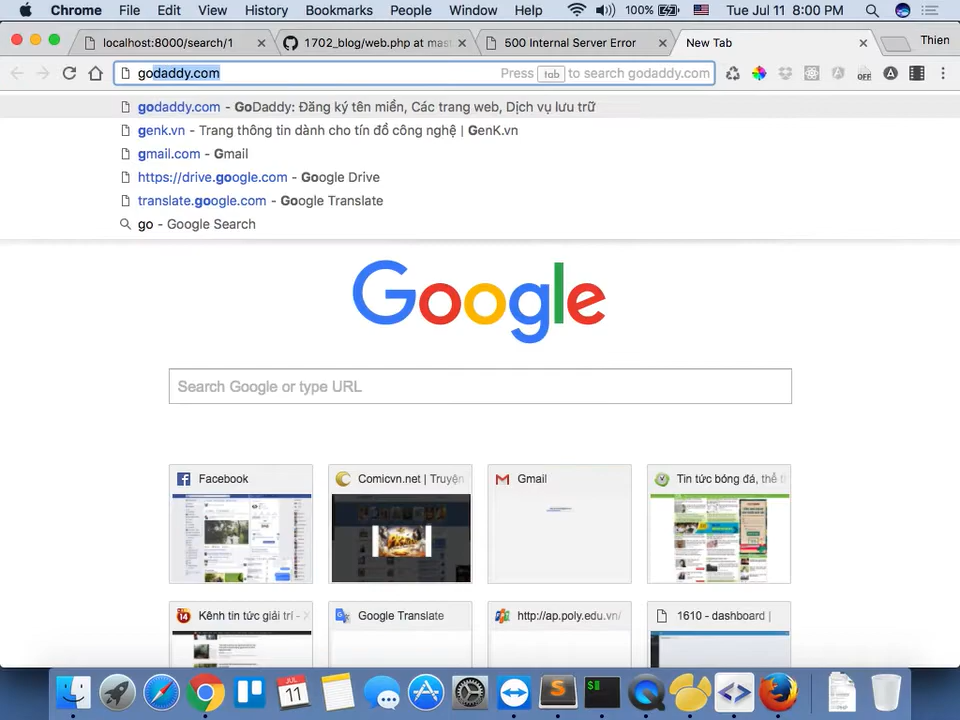 Chrome File Edit View History Bookmarks People Window Help 100% Tue Jul 11 8:00 PM
localhost:8000/search/1
1702_blog/web.php at mas
500 Internal Server Error
New Tab
Thien
godaddy.com
Press tab to search godaddy.com
OFF
godaddy.com - GoDaddy: Đăng ký tên miền, Các trang web, Dịch vụ lưu trữ
genk.vn - Trang thông tin dành cho tín đồ công nghệ | GenK.vn
gmail.com - Gmail
https://drive.google.com - Google Drive
translate.google.com - Google Translate
go - Google Search
Google
Search Google or type URL
Facebook
Comicvn.net | Truyện
Gmail
Tin tức bóng đá, thể th
Kênh tin tức giải trí - X
Google Translate
http://ap.poly.edu.vn/
1610 - dashboard |
JUL
11